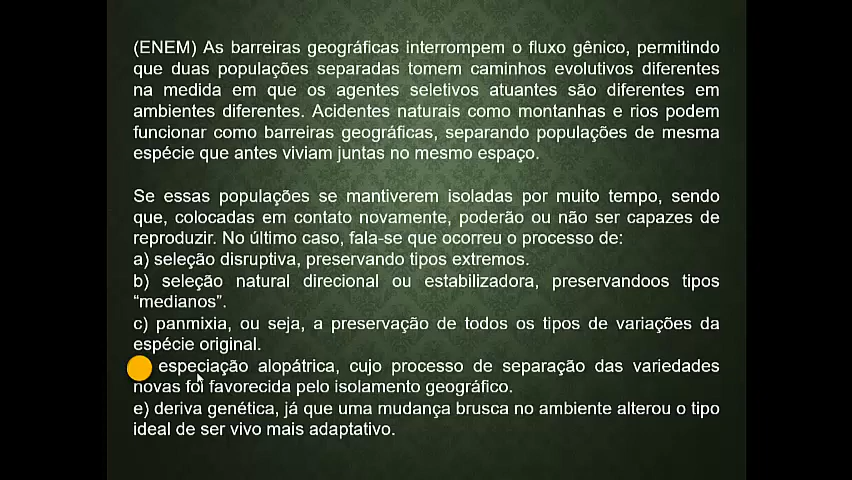 (ENEM) As barreiras geográficas interrompem o fluxo gênico, permitindo
que duas populações separadas tomem caminhos evolutivos diferentes
na medida em que os agentes seletivos atuantes são diferentes em
ambientes diferentes. Acidentes naturais como montanhas e rios podem
funcionar como barreiras geográficas, separando populações de mesma
espécie que antes viviam juntas no mesmo espaço.
Se essas populações se mantiverem isoladas por muito tempo, sendo
que, colocadas em contato novamente, poderão ou não ser capazes de
reproduzir. No último caso, fala-se que ocorreu o processo de:
a) seleção disruptiva, preservando tipos extremos.
b) seleção natural direcional ou estabilizadora, preservandoos tipos
“medianos”.
c) panmixia, ou seja, a preservação de todos os tipos de variações da
espécie original.
especiação alopátrica, cujo processo de separação das variedades
novas foi favorecida pelo isolamento geográfico.
e) deriva genética, já que uma mudança brusca no ambiente alterou o tipo
ideal de ser vivo mais adaptativo.